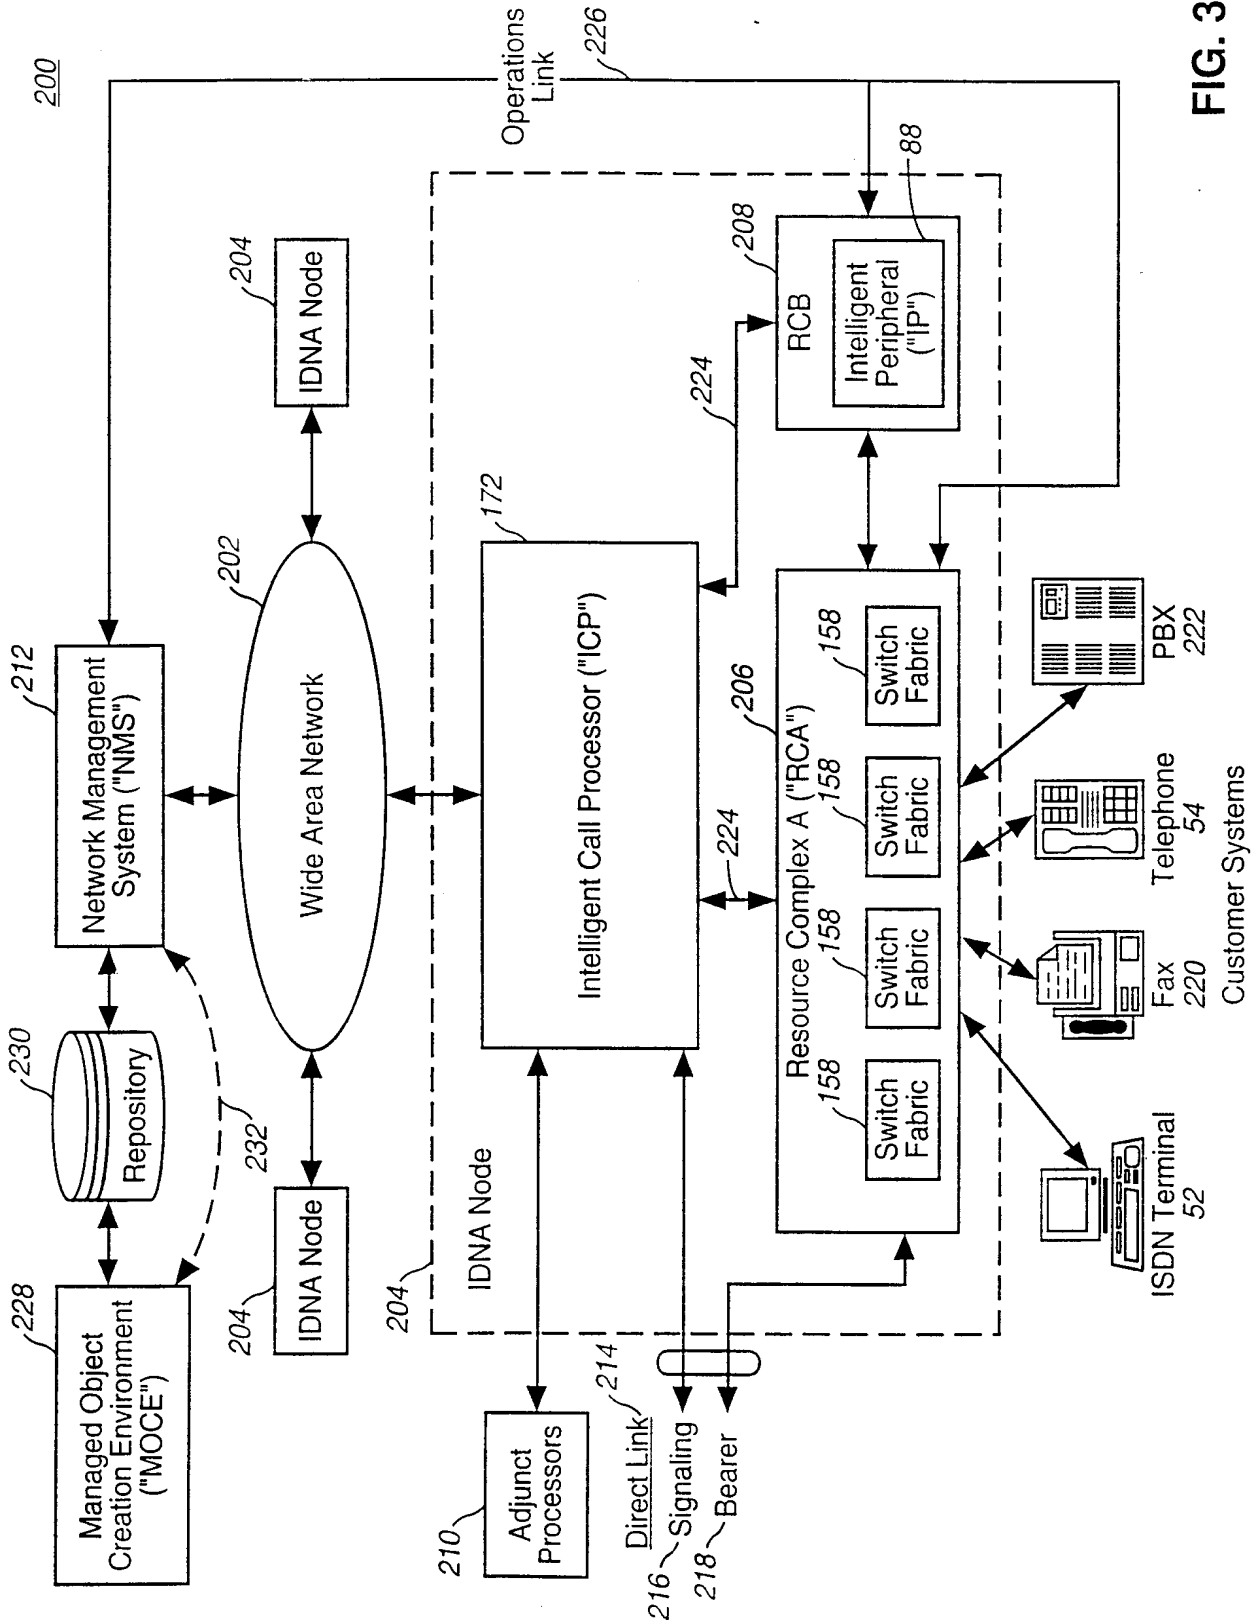 200
228
Managed Object
Creation Environment
("MOCE")
230
Repository
232
212
Network Management
System ("NMS")
204
IDNA Node
202
Wide Area Network
204
IDNA Node
Operations
Link
226
204
IDNA Node
172
Intelligent Call Processor ("ICP")
210
Adjunct
Processors
Direct Link
214
216
Signaling
218
Bearer
224
224
206
Resource Complex A ("RCA")
158
Switch
Fabric
158
Switch
Fabric
158
Switch
Fabric
158
Switch
Fabric
208
RCB
Intelligent
Peripheral
("IP")
88
ISDN Terminal
52
Fax
220
Telephone
54
PBX
222
Customer Systems
FIG. 3